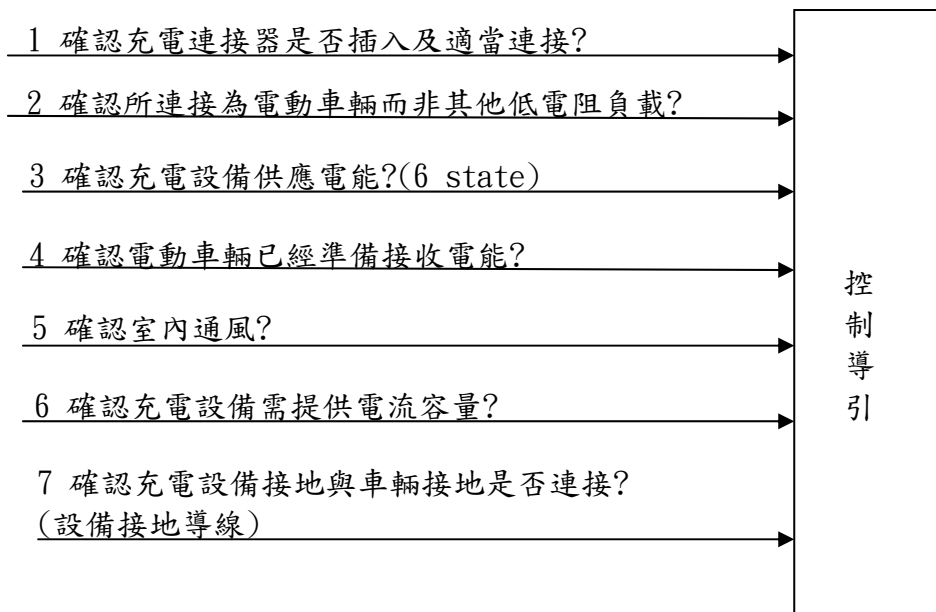 1 確認充電連接器是否插入及適當連接?
2 確認所連接為電動車輛而非其他低電阻負載?
3 確認充電設備供應電能?(6 state)
4 確認電動車輛已經準備接收電能?
5 確認室內通風?
6 確認充電設備需提供電流容量?
7 確認充電設備接地與車輛接地是否連接?
(設備接地導線)
控
制
導
引